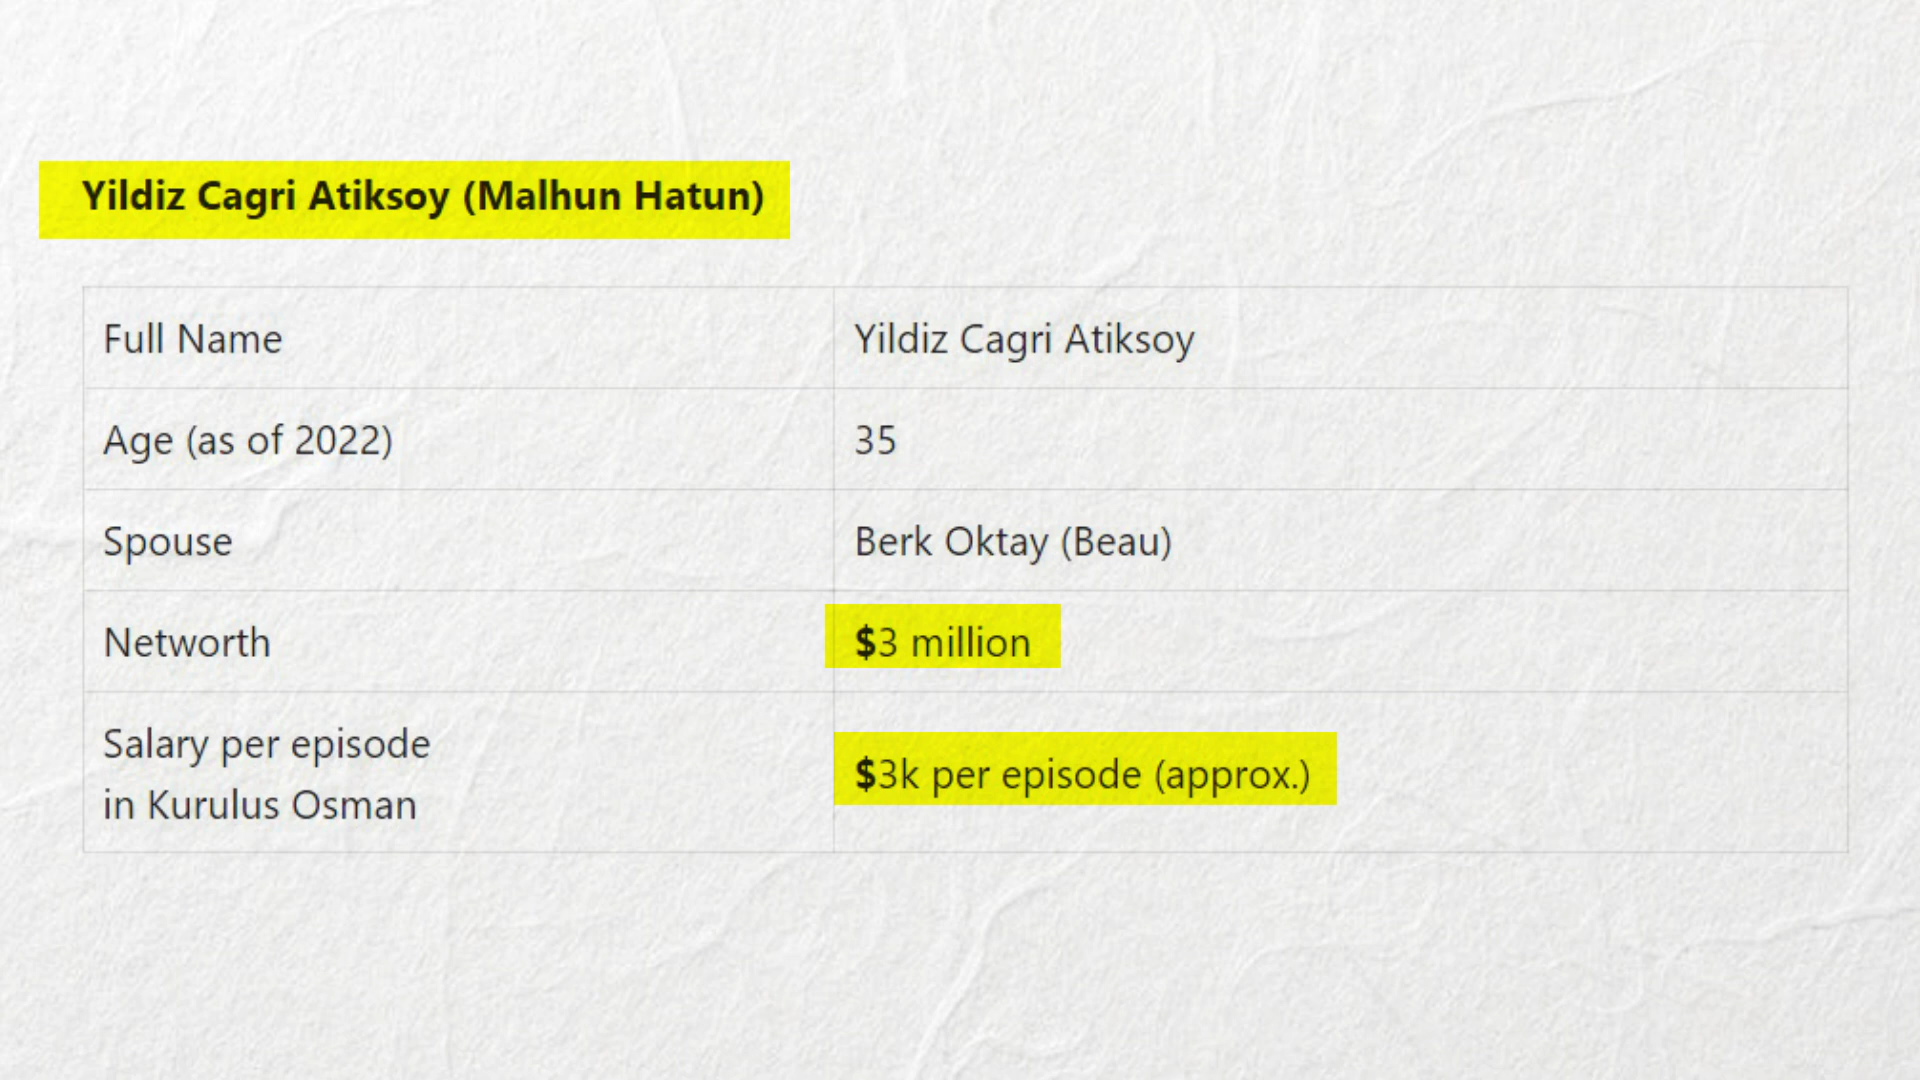 Yildiz Cagri Atiksoy (Malhun Hatun)
Full Name
Yildiz Cagri Atiksoy
Age (as of 2022)
35
Spouse
Berk Oktay (Beau)
Networth
$3 million
Salary per episode
in Kurulus Osman
$3k per episode (approx.)